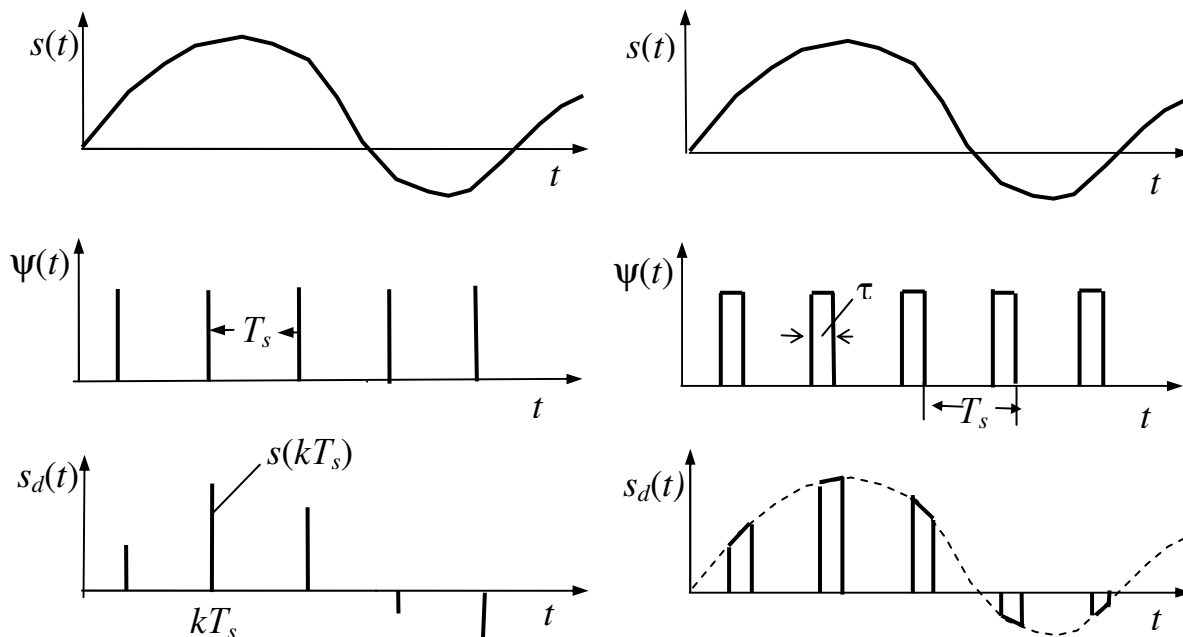 s(t)
t
ψ(t)
T_s
t
s_d(t)
s(kT_s)
kT_s
t
s(t)
t
ψ(t)
τ
T_s
t
s_d(t)
t